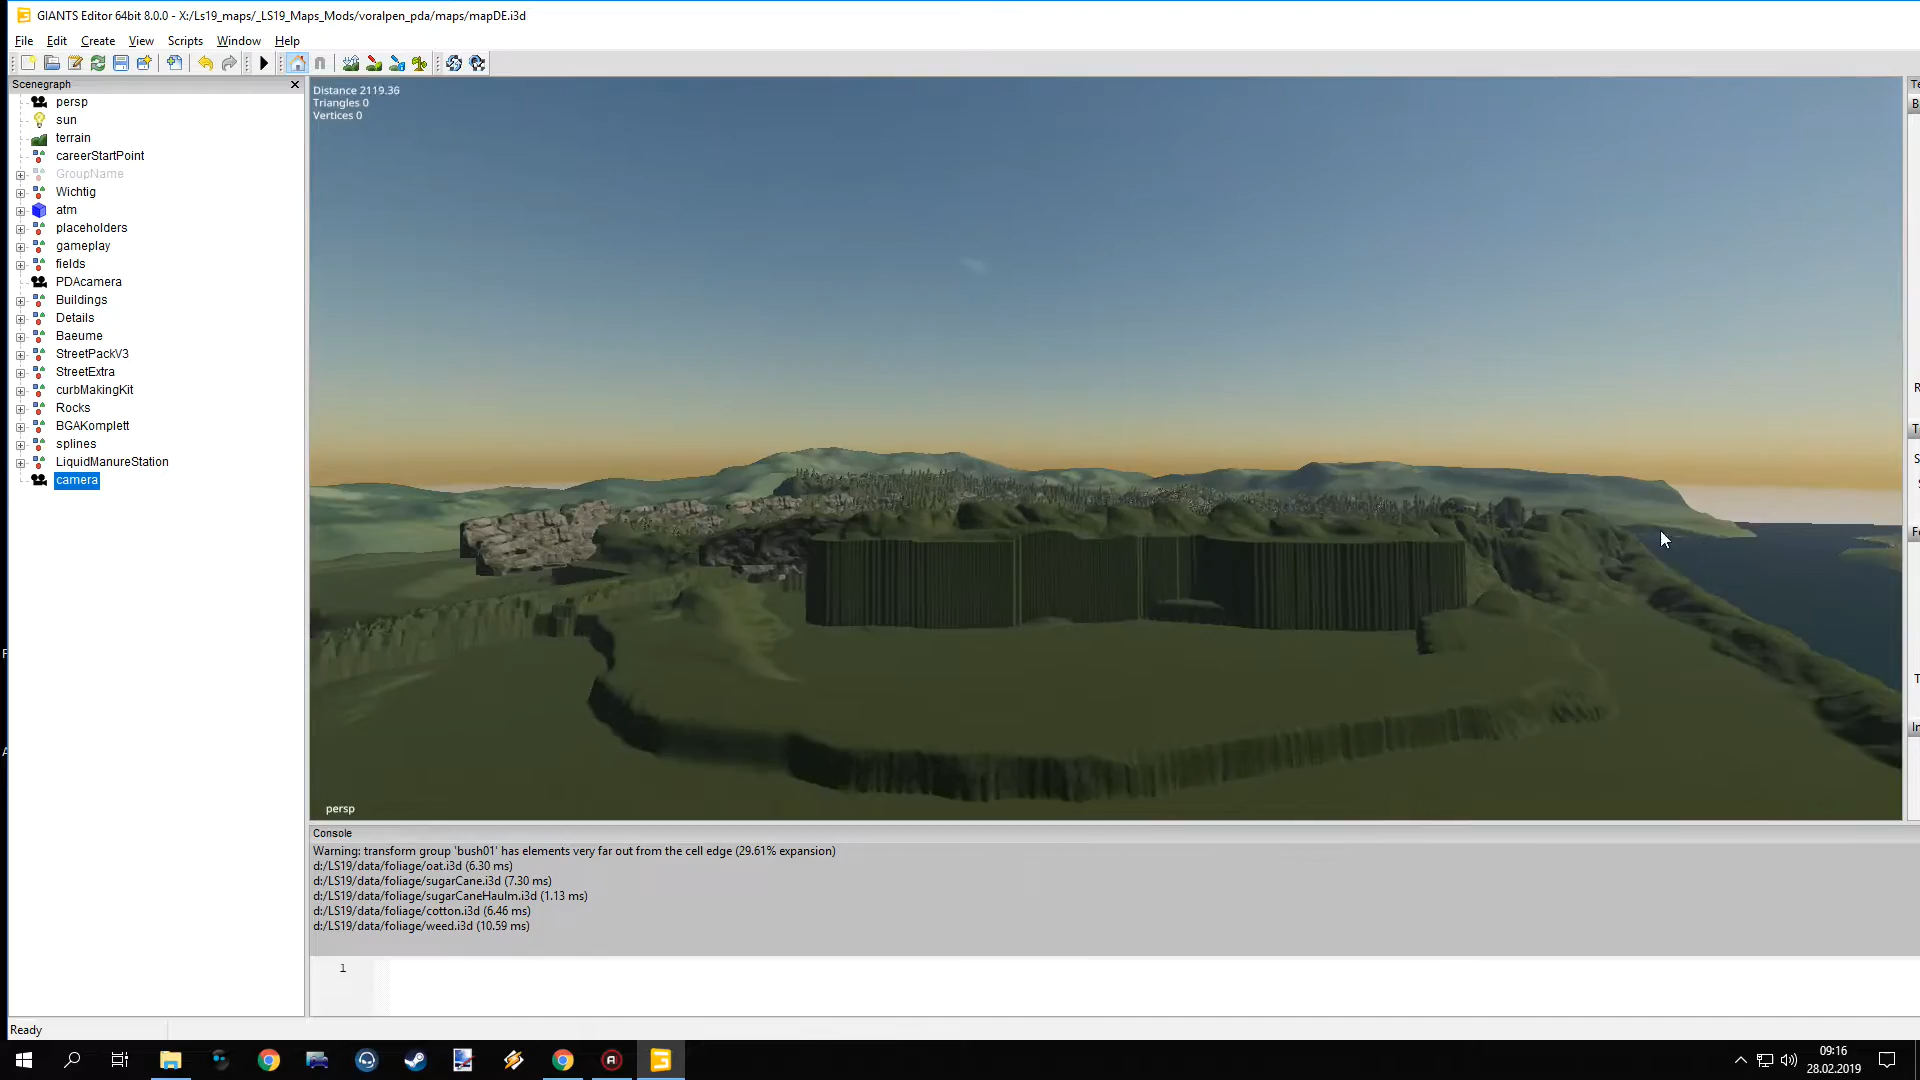 GIANTS Editor 64bit 8.0.0 - X:/Ls19_maps/_LS19_Maps_Mods/voralpen_pda/maps/mapDE.i3d
File Edit Create View Scripts Window Help
Scenegraph
persp
sun
terrain
careerStartPoint
GroupName
Wichtig
atm
placeholders
gameplay
fields
PDAcamera
Buildings
Details
Baeume
StreetPackV3
StreetExtra
curbMakingKit
Rocks
BGAKomplett
splines
LiquidManureStation
camera
Distance 2119.36
Triangles 0
Vertices 0
persp
Console
Warning: transform group 'bush01' has elements very far out from the cell edge (29.61% expansion)
d:/LS19/data/foliage/oat.i3d (6.30 ms)
d:/LS19/data/foliage/sugarCane.i3d (7.30 ms)
d:/LS19/data/foliage/sugarCaneHaulm.i3d (1.13 ms)
d:/LS19/data/foliage/cotton.i3d (6.46 ms)
d:/LS19/data/foliage/weed.i3d (10.59 ms)
1
Ready
09:16
28.02.2019